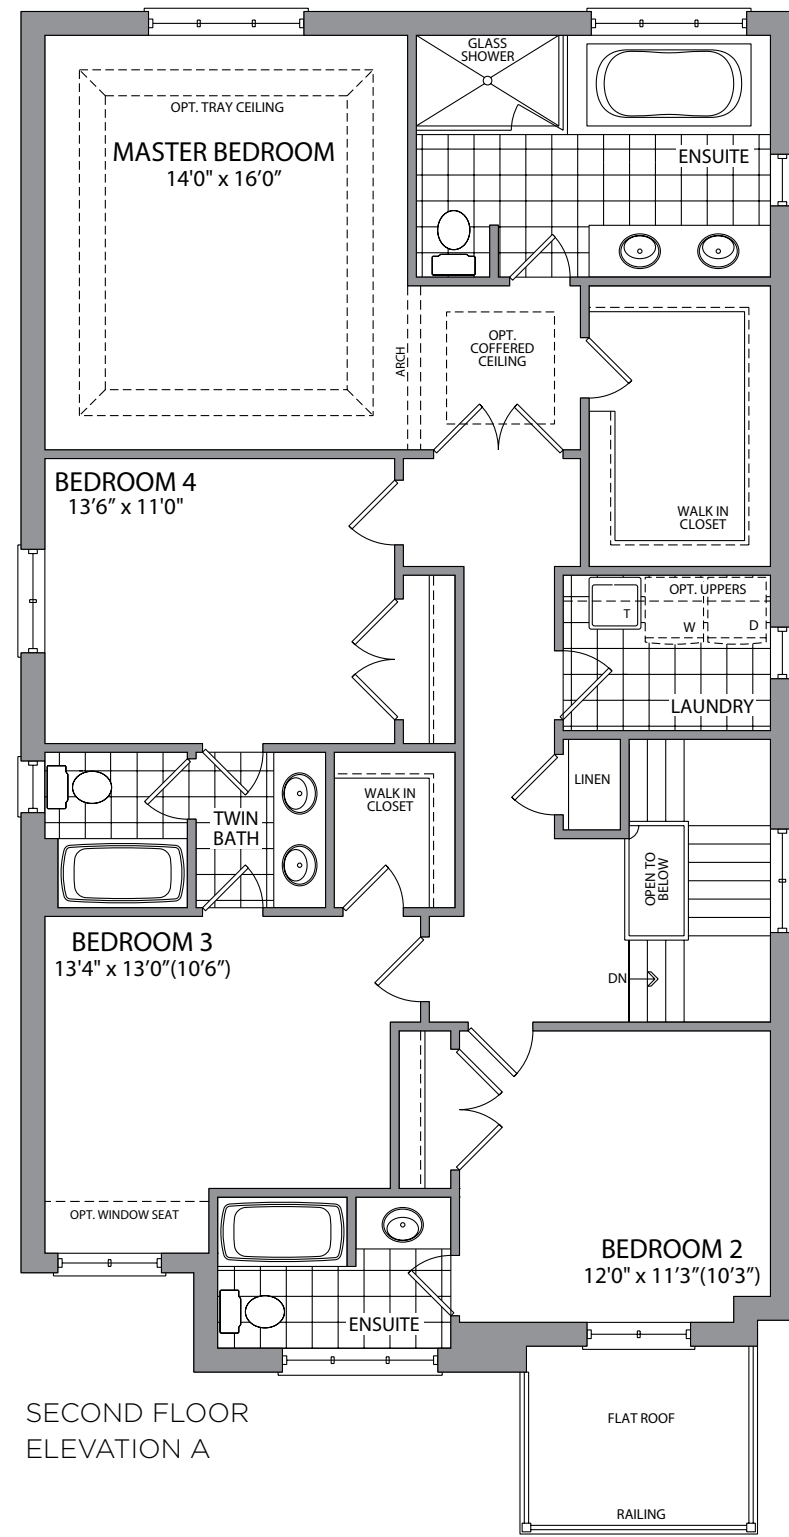 GLASS
SHOWER
OPT. TRAY CEILING
MASTER BEDROOM
14'0" x 16'0"
ENSUITE
OPT.
COFFERED
CEILING
ARCH
BEDROOM 4
13'6" x 11'0"
WALK IN
CLOSET
OPT. UPPERS
T
W
D
LAUNDRY
LINEN
WALK IN
CLOSET
TWIN
BATH
OPEN TO
BELOW
BEDROOM 3
13'4" x 13'0"(10'6")
DN
OPT. WINDOW SEAT
BEDROOM 2
12'0" x 11'3"(10'3")
ENSUITE
SECOND FLOOR
ELEVATION A
FLAT ROOF
RAILING